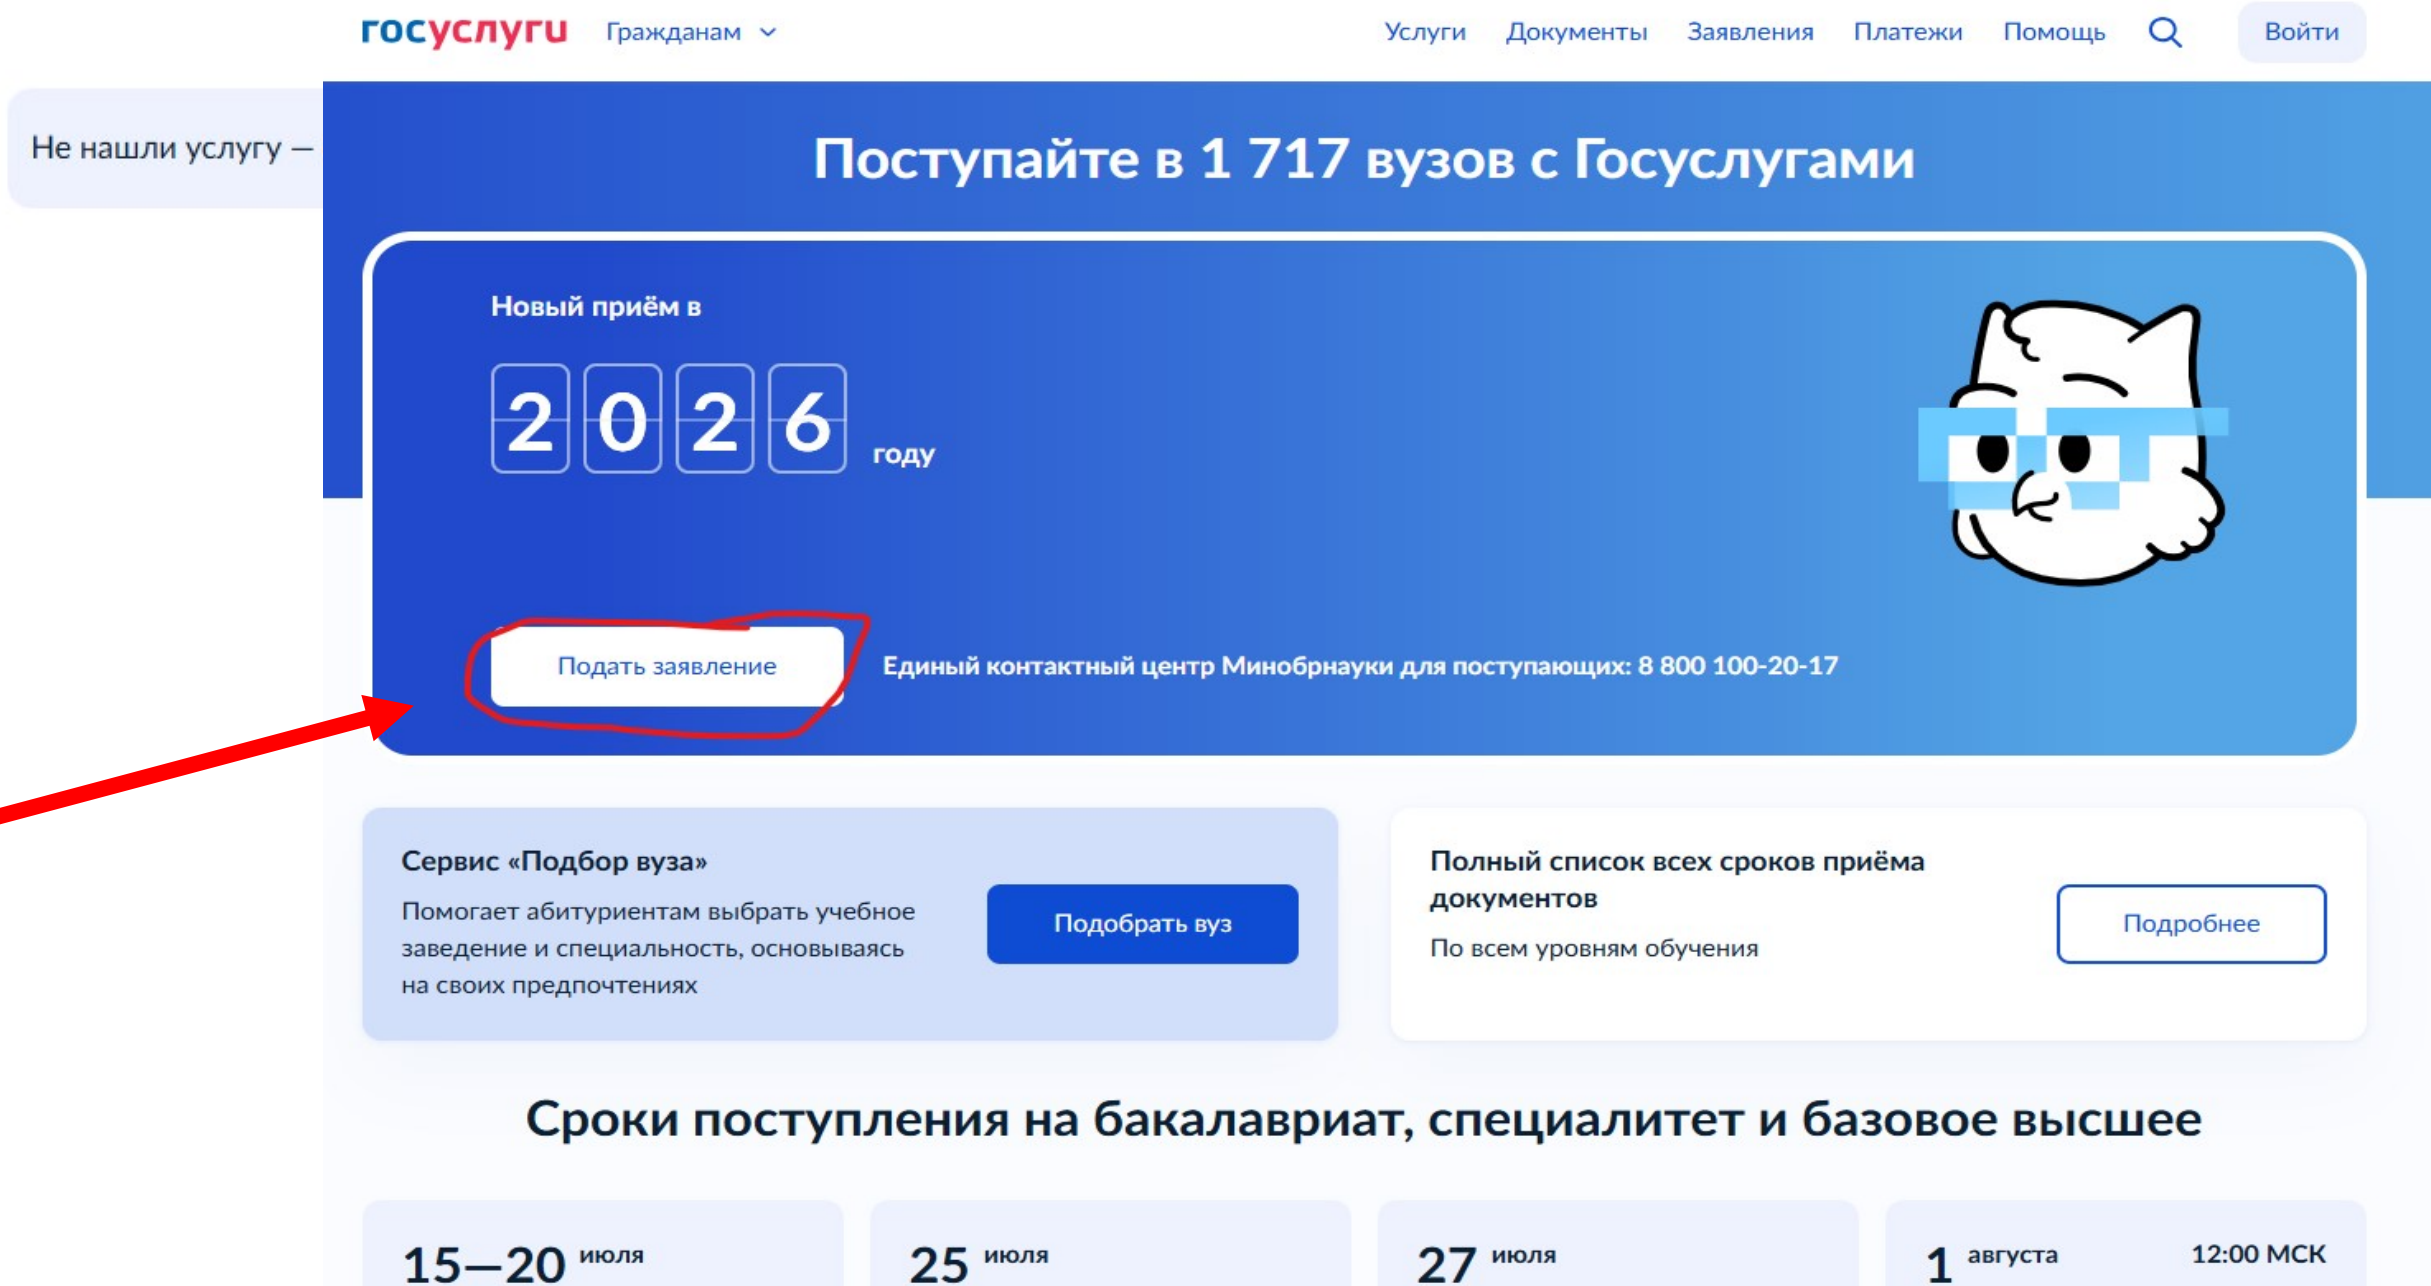 госуслуги Гражданам Услуги Документы Заявления Платежи Помощь Войти
Не нашли услугу —
Поступайте в 1 717 вузов с Госуслугами
Новый приём в
2026 году
Подать заявление
Единый контактный центр Минобрнауки для поступающих: 8 800 100-20-17
Сервис «Подбор вуза»
Помогает абитуриентам выбрать учебное
заведение и специальность, основываясь
на своих предпочтениях
Подобрать вуз
Полный список всех сроков приёма
документов
По всем уровням обучения
Подробнее
Сроки поступления на бакалавриат, специалитет и базовое высшее
15—20 июля
25 июля
27 июля
1 августа 12:00 МСК